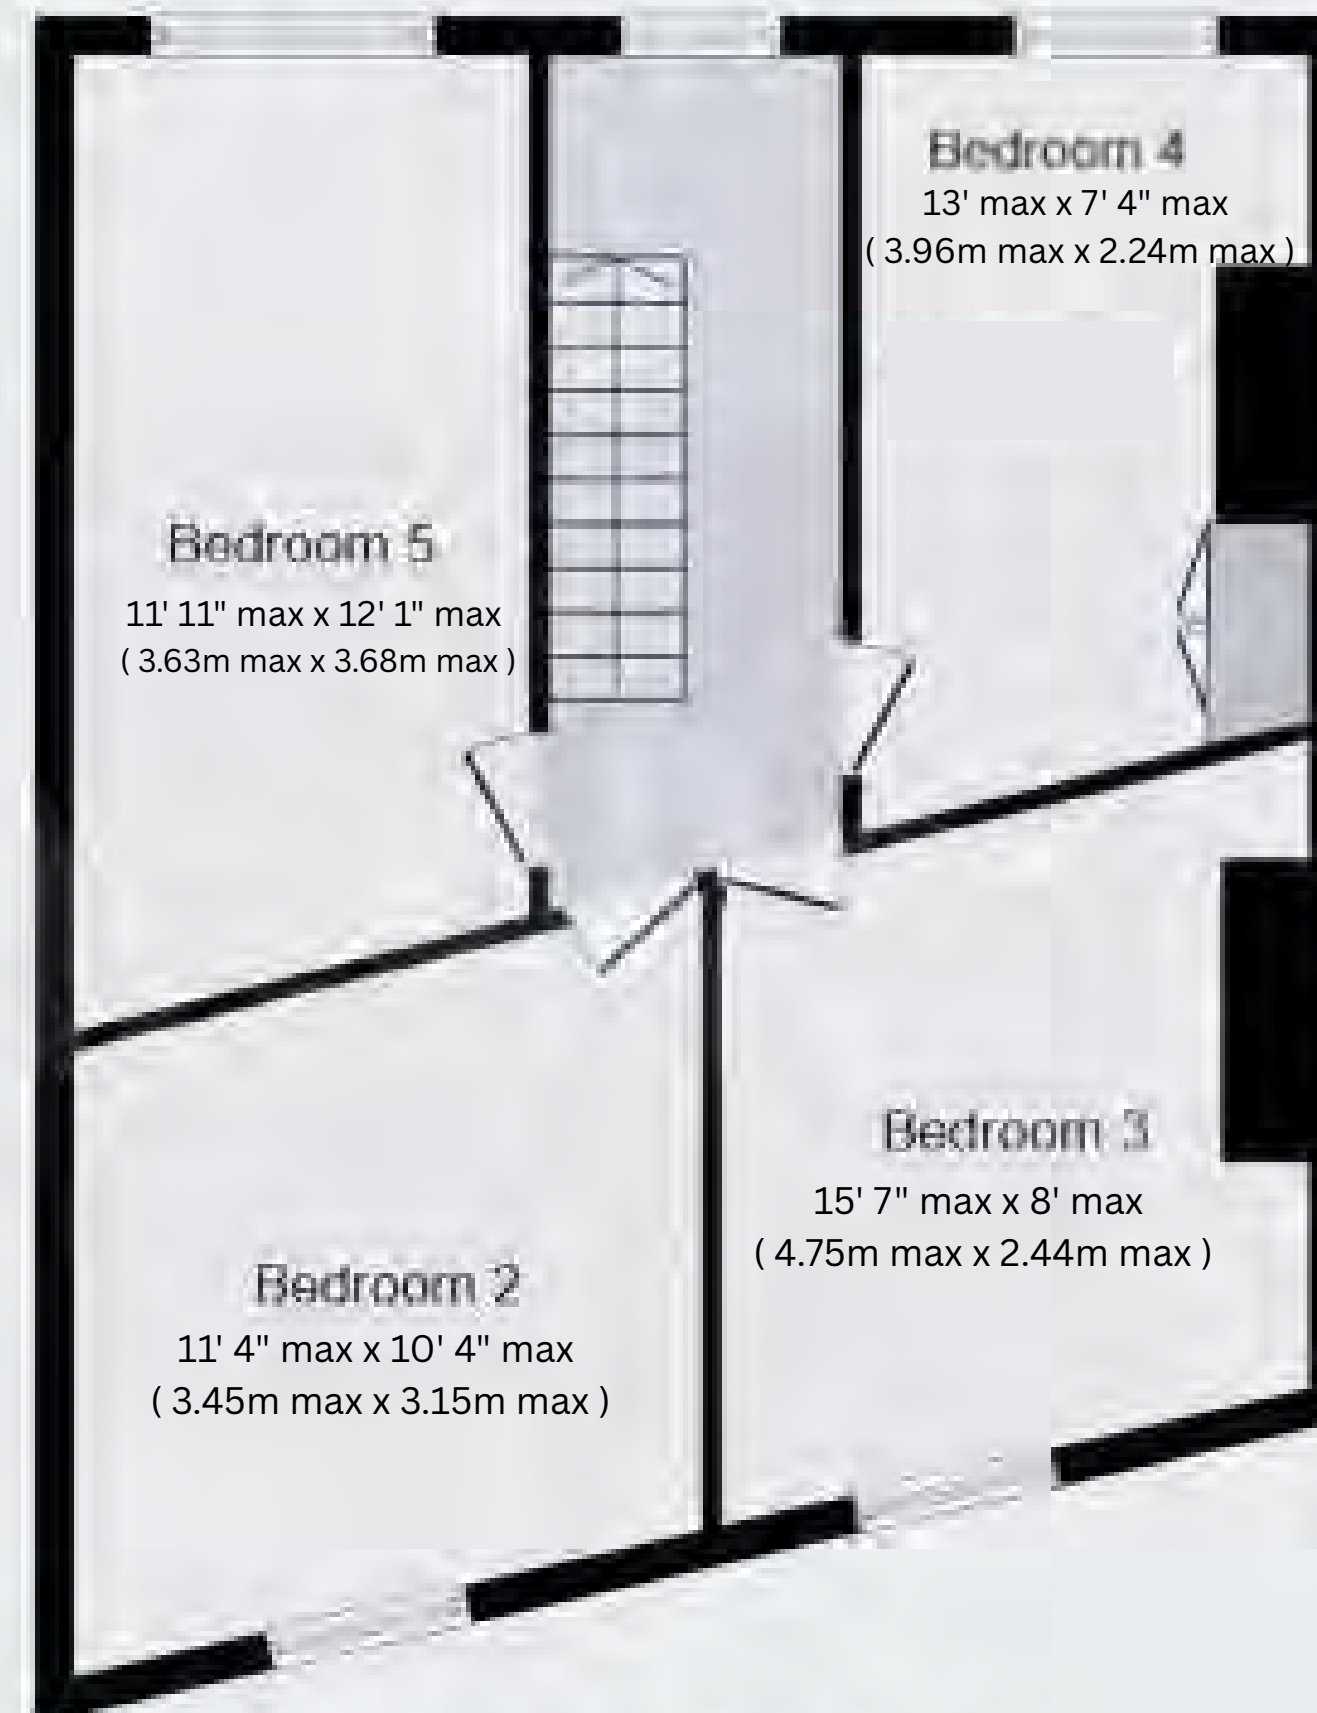 Bedroom 4
13' max x 7' 4" max
( 3.96m max x 2.24m max )
Bedroom 5
11' 11" max x 12' 1" max
( 3.63m max x 3.68m max )
Bedroom 3
15' 7" max x 8' max
( 4.75m max x 2.44m max )
Bedroom 2
11' 4" max x 10' 4" max
( 3.45m max x 3.15m max )